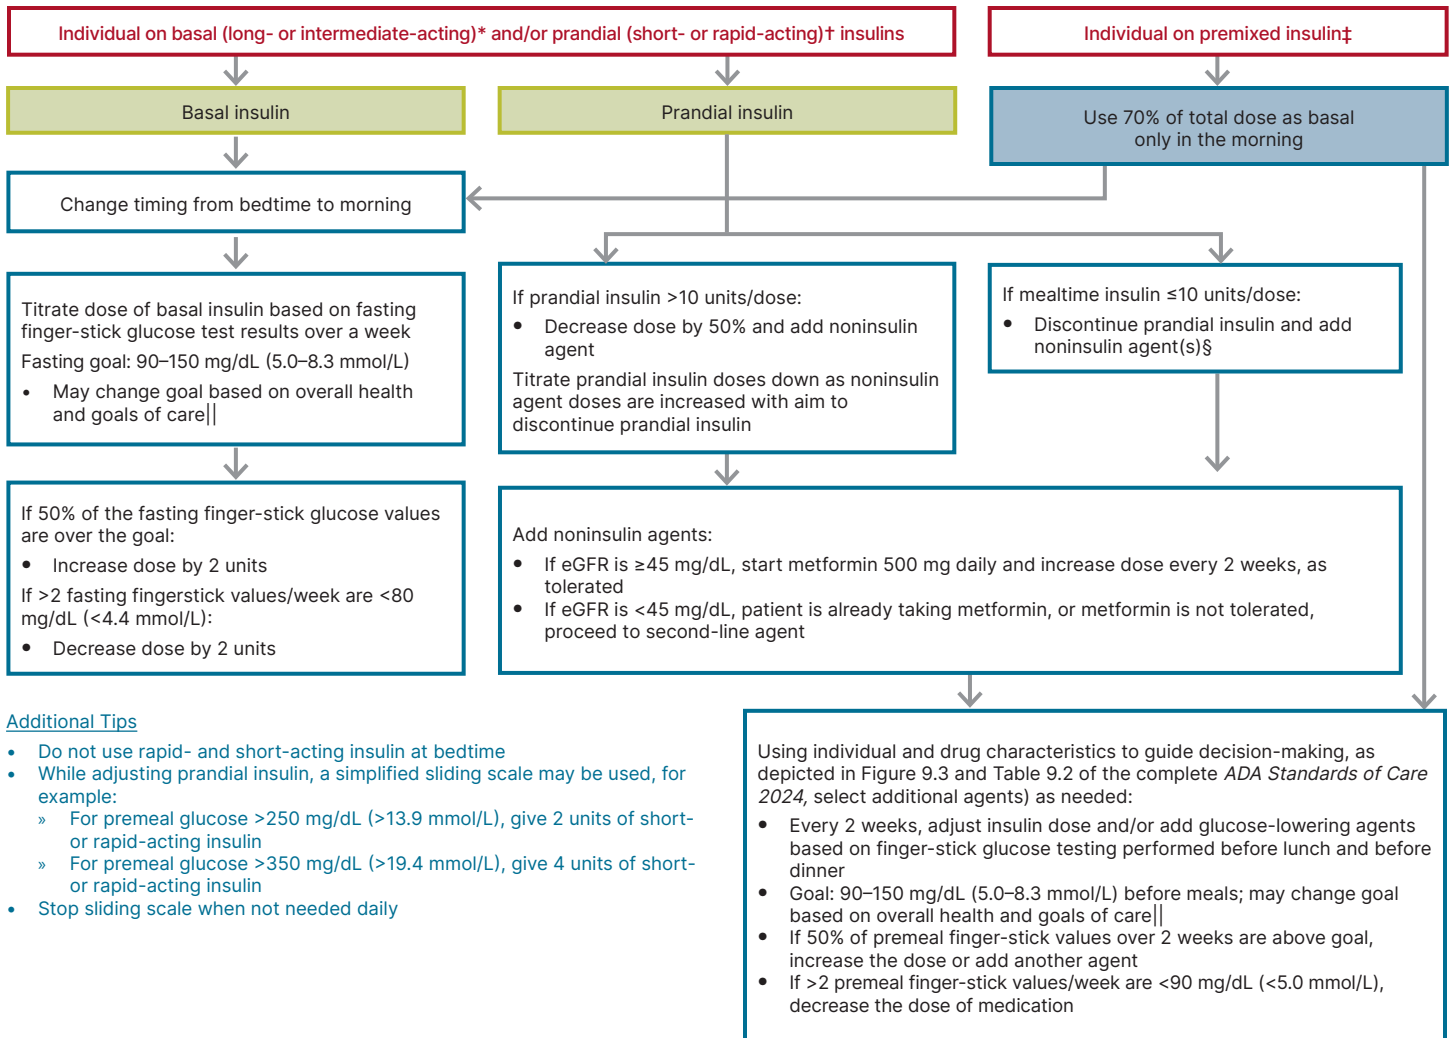 Individual on basal (long- or intermediate-acting)* and/or prandial (short- or rapid-acting)† insulins
Individual on premixed insulin‡
Basal insulin
Prandial insulin
Use 70% of total dose as basal
only in the morning
Change timing from bedtime to morning
Titrate dose of basal insulin based on fasting
finger-stick glucose test results over a week
Fasting goal: 90–150 mg/dL (5.0–8.3 mmol/L)
• May change goal based on overall health
and goals of care||
If prandial insulin >10 units/dose:
• Decrease dose by 50% and add noninsulin
agent
Titrate prandial insulin doses down as noninsulin
agent doses are increased with aim to
discontinue prandial insulin
If mealtime insulin ≤10 units/dose:
• Discontinue prandial insulin and add
noninsulin agent(s)§
If 50% of the fasting finger-stick glucose values
are over the goal:
• Increase dose by 2 units
If >2 fasting fingerstick values/week are <80
mg/dL (<4.4 mmol/L):
• Decrease dose by 2 units
Add noninsulin agents:
• If eGFR is ≥45 mg/dL, start metformin 500 mg daily and increase dose every 2 weeks, as
tolerated
• If eGFR is <45 mg/dL, patient is already taking metformin, or metformin is not tolerated,
proceed to second-line agent
Additional Tips
• Do not use rapid- and short-acting insulin at bedtime
• While adjusting prandial insulin, a simplified sliding scale may be used, for
example:
» For premeal glucose >250 mg/dL (>13.9 mmol/L), give 2 units of short-
or rapid-acting insulin
» For premeal glucose >350 mg/dL (>19.4 mmol/L), give 4 units of short-
or rapid-acting insulin
• Stop sliding scale when not needed daily
Using individual and drug characteristics to guide decision-making, as
depicted in Figure 9.3 and Table 9.2 of the complete ADA Standards of Care
2024, select additional agents) as needed:
• Every 2 weeks, adjust insulin dose and/or add glucose-lowering agents
based on finger-stick glucose testing performed before lunch and before
dinner
• Goal: 90–150 mg/dL (5.0–8.3 mmol/L) before meals; may change goal
based on overall health and goals of care||
• If 50% of premeal finger-stick values over 2 weeks are above goal,
increase the dose or add another agent
• If >2 premeal finger-stick values/week are <90 mg/dL (<5.0 mmol/L),
decrease the dose of medication